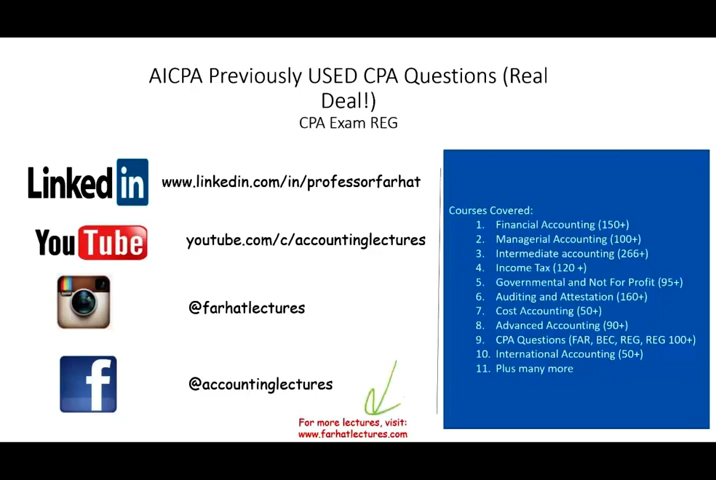 AICPA Previously USED CPA Questions (Real
Deal!)
CPA Exam REG
Linked in
www.linkedin.com/in/professorfarhat
YouTube
youtube.com/c/accountinglectures
@farhatlectures
f
@accountinglectures
For more lectures, visit:
www.farhatlectures.com
Courses Covered:
1. Financial Accounting (150+)
2. Managerial Accounting (100+)
3. Intermediate accounting (266+)
4. Income Tax (120 +)
5. Governmental and Not For Profit (95+)
6. Auditing and Attestation (160+)
7. Cost Accounting (50+)
8. Advanced Accounting (90+)
9. CPA Questions (FAR, BEC, REG, REG 100+)
10. International Accounting (50+)
11. Plus many more